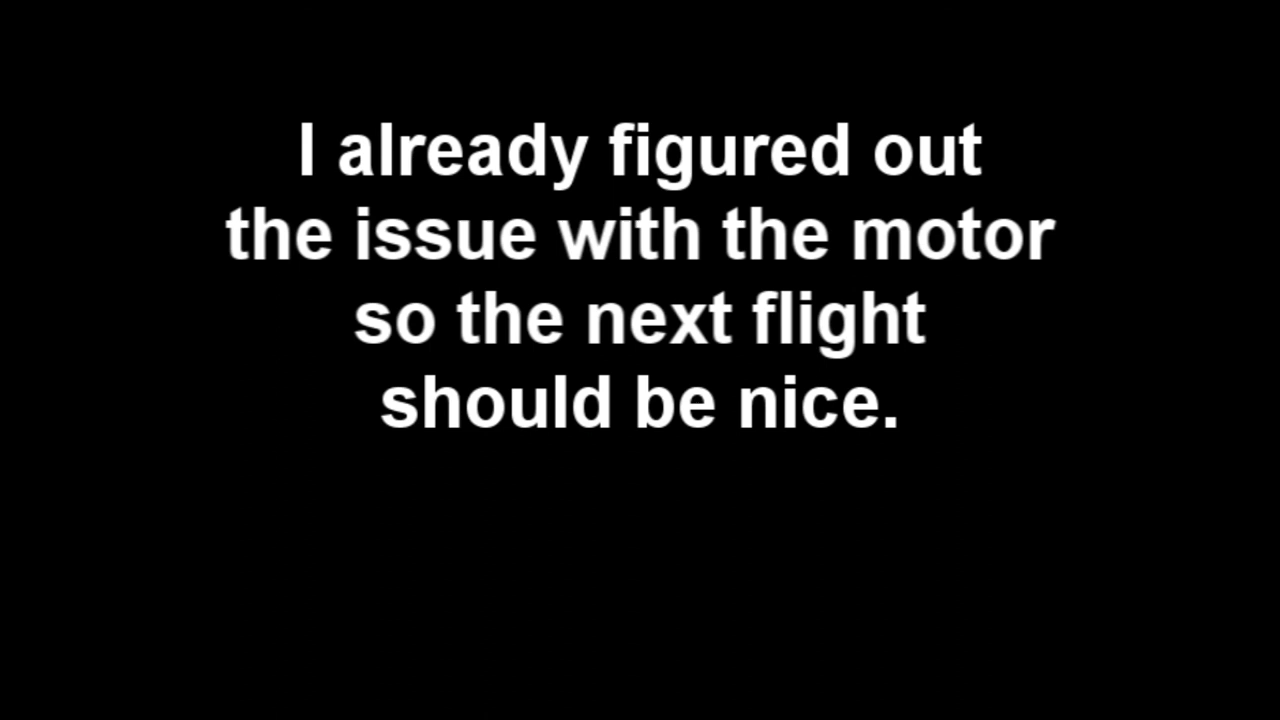 I already figured out
the issue with the motor
so the next flight
should be nice.